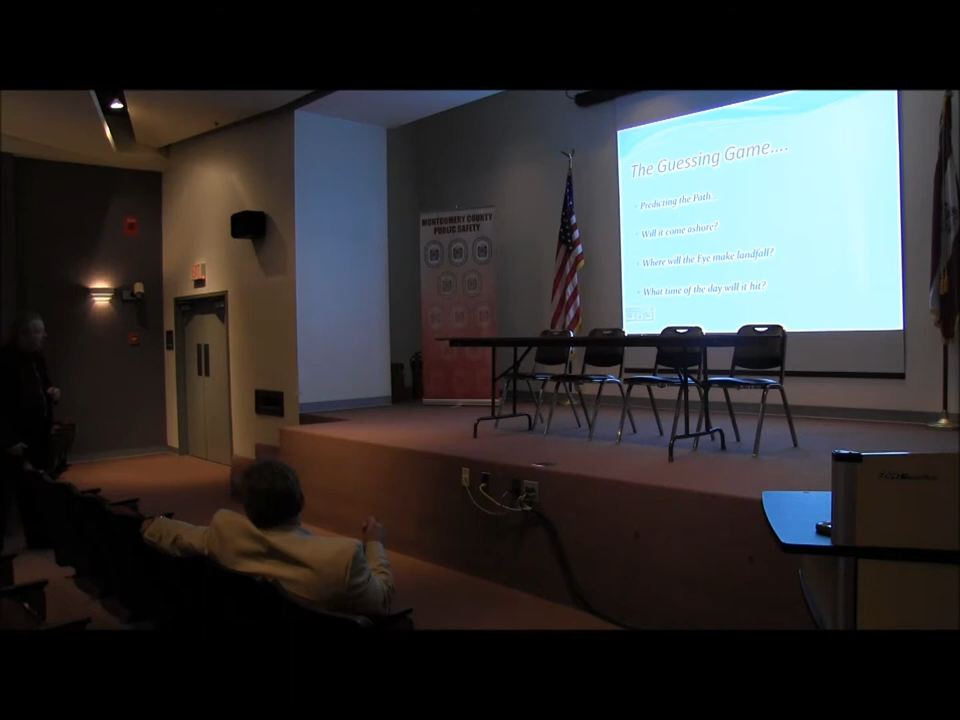 The Guessing Game....
Predicting the Path...
Will it come ashore?
Where will the Eye make landfall?
What time of the day will it hit?
MONTGOMERY COUNTY
PUBLIC SAFETY
EXIT